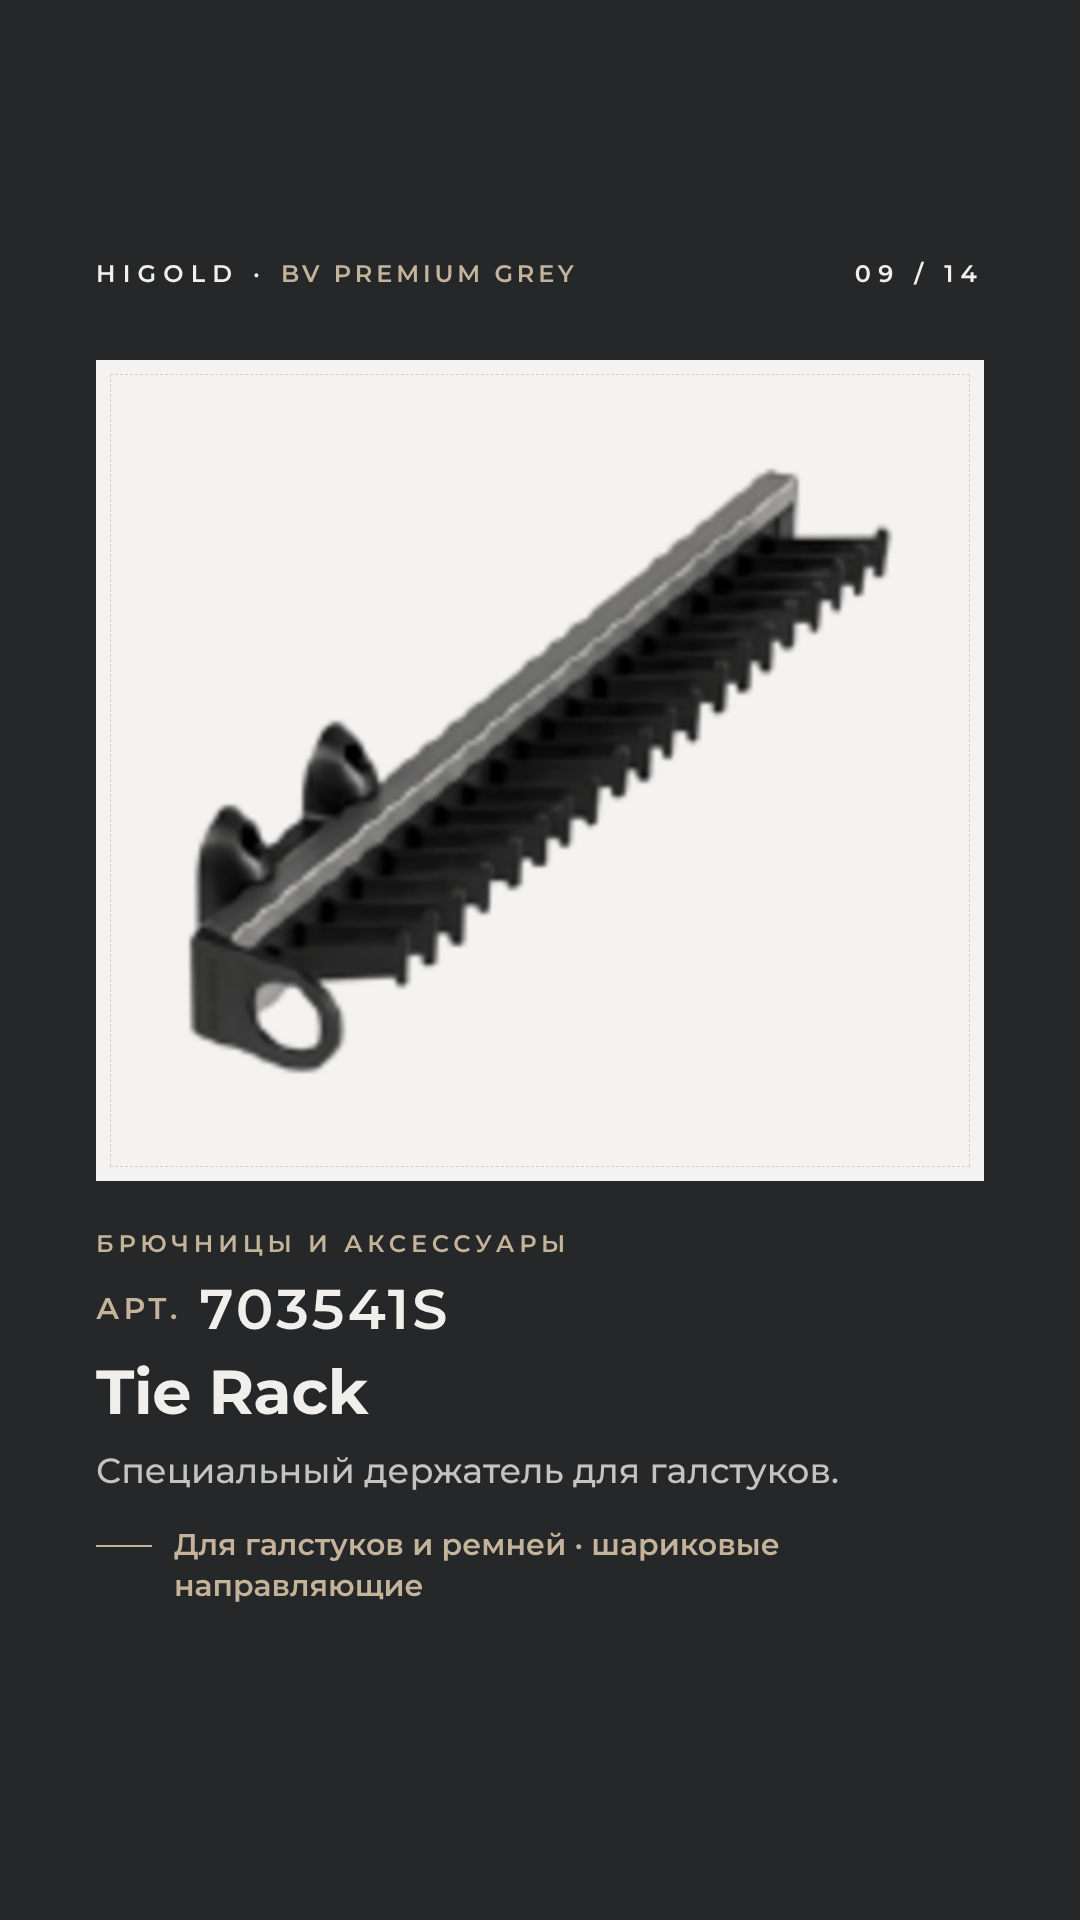 HIGOLD · BV PREMIUM GREY
09 / 14
БРЮЧНИЦЫ И АКСЕССУАРЫ
АРТ. 703541S
Tie Rack
Специальный держатель для галстуков.
Для галстуков и ремней · шариковые
направляющие